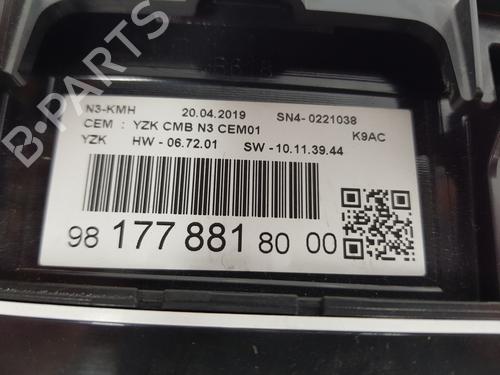 N3-KMH 20.04.2019 SN4- 0221038
CEM : YZK CMB N3 CEM01 K9AC
YZK HW - 06.72.01 SW - 10.11.39.44
98 177 881 80 00